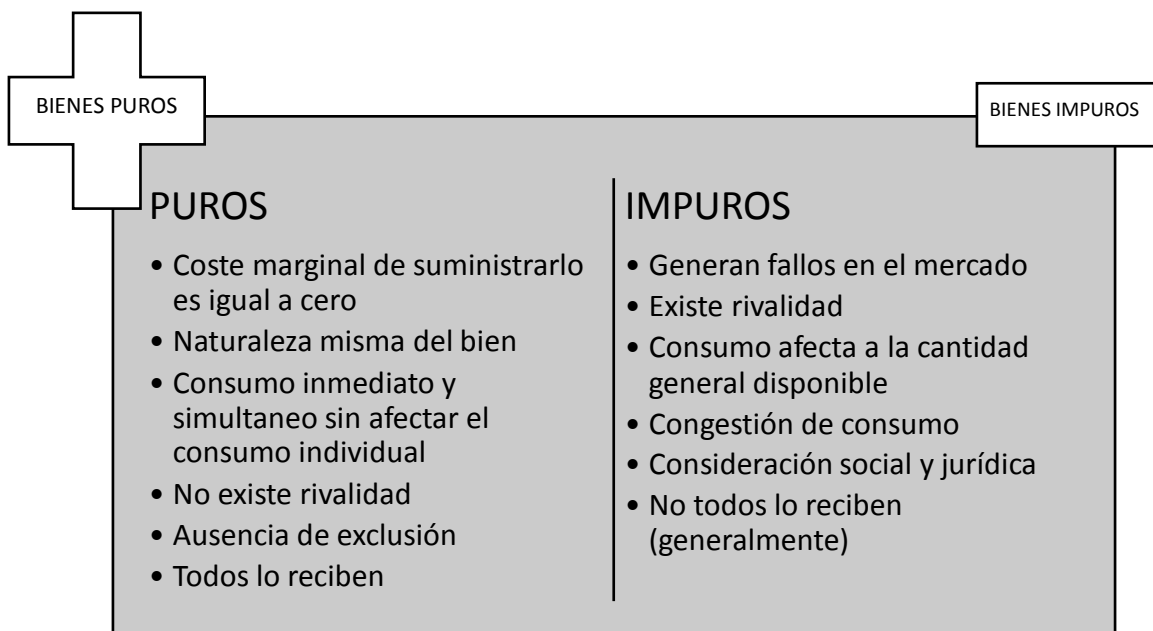 BIENES PUROS
BIENES IMPUROS
PUROS
• Coste marginal de suministrarlo
es igual a cero
• Naturaleza misma del bien
• Consumo inmediato y
simultaneo sin afectar el
consumo individual
• No existe rivalidad
• Ausencia de exclusión
• Todos lo reciben
IMPUROS
• Generan fallos en el mercado
• Existe rivalidad
• Consumo afecta a la cantidad
general disponible
• Congestión de consumo
• Consideración social y jurídica
• No todos lo reciben
(generalmente)